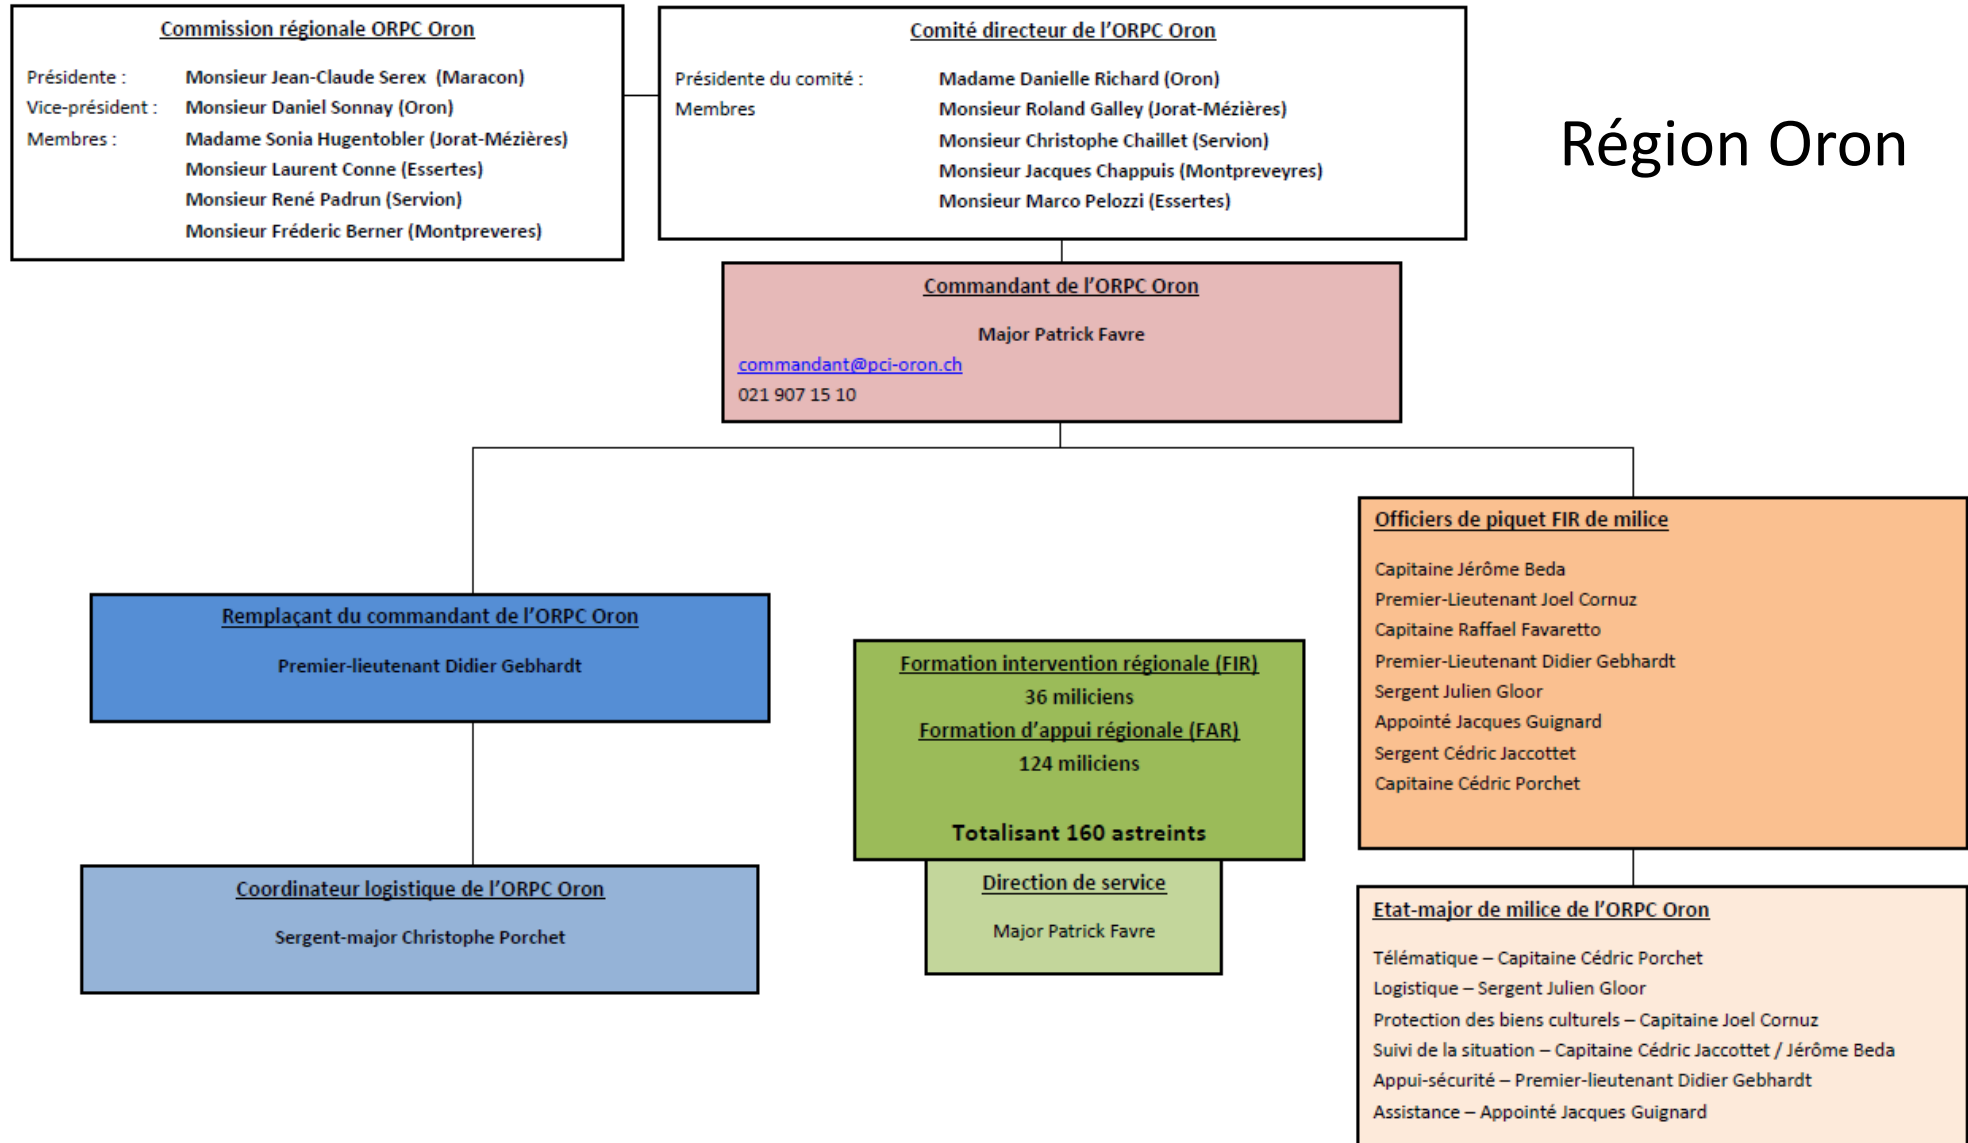 Commission régionale ORPC Oron
Présidente : Monsieur Jean-Claude Serex (Maracon)
Vice-président : Monsieur Daniel Sonnay (Oron)
Membres : Madame Sonia Hugentobler (Jorat-Mézières)
Monsieur Laurent Conne (Essertes)
Monsieur René Padrun (Servion)
Monsieur Fréderic Berner (Montpreveres)
Comité directeur de l'ORPC Oron
Présidente du comité : Madame Danielle Richard (Oron)
Membres Monsieur Roland Galley (Jorat-Mézières)
Monsieur Christophe Chaillet (Servion)
Monsieur Jacques Chappuis (Montpreveyres)
Monsieur Marco Pelozzi (Essertes)
Région Oron
Commandant de l'ORPC Oron
Major Patrick Favre
commandant@pci-oron.ch
021 907 15 10
Remplaçant du commandant de l'ORPC Oron
Premier-lieutenant Didier Gebhardt
Coordinateur logistique de l'ORPC Oron
Sergent-major Christophe Porchet
Formation intervention régionale (FIR)
36 miliciens
Formation d'appui régionale (FAR)
124 miliciens
Totalisant 160 astreints
Direction de service
Major Patrick Favre
Officiers de piquet FIR de milice
Capitaine Jérôme Beda
Premier-Lieutenant Joel Cornuz
Capitaine Raffael Favaretto
Premier-Lieutenant Didier Gebhardt
Sergent Julien Gloor
Appointé Jacques Guignard
Sergent Cédric Jaccottet
Capitaine Cédric Porchet
Etat-major de milice de l'ORPC Oron
Télématique – Capitaine Cédric Porchet
Logistique – Sergent Julien Gloor
Protection des biens culturels – Capitaine Joel Cornuz
Suivi de la situation – Capitaine Cédric Jaccottet / Jérôme Beda
Appui-sécurité – Premier-lieutenant Didier Gebhardt
Assistance – Appointé Jacques Guignard